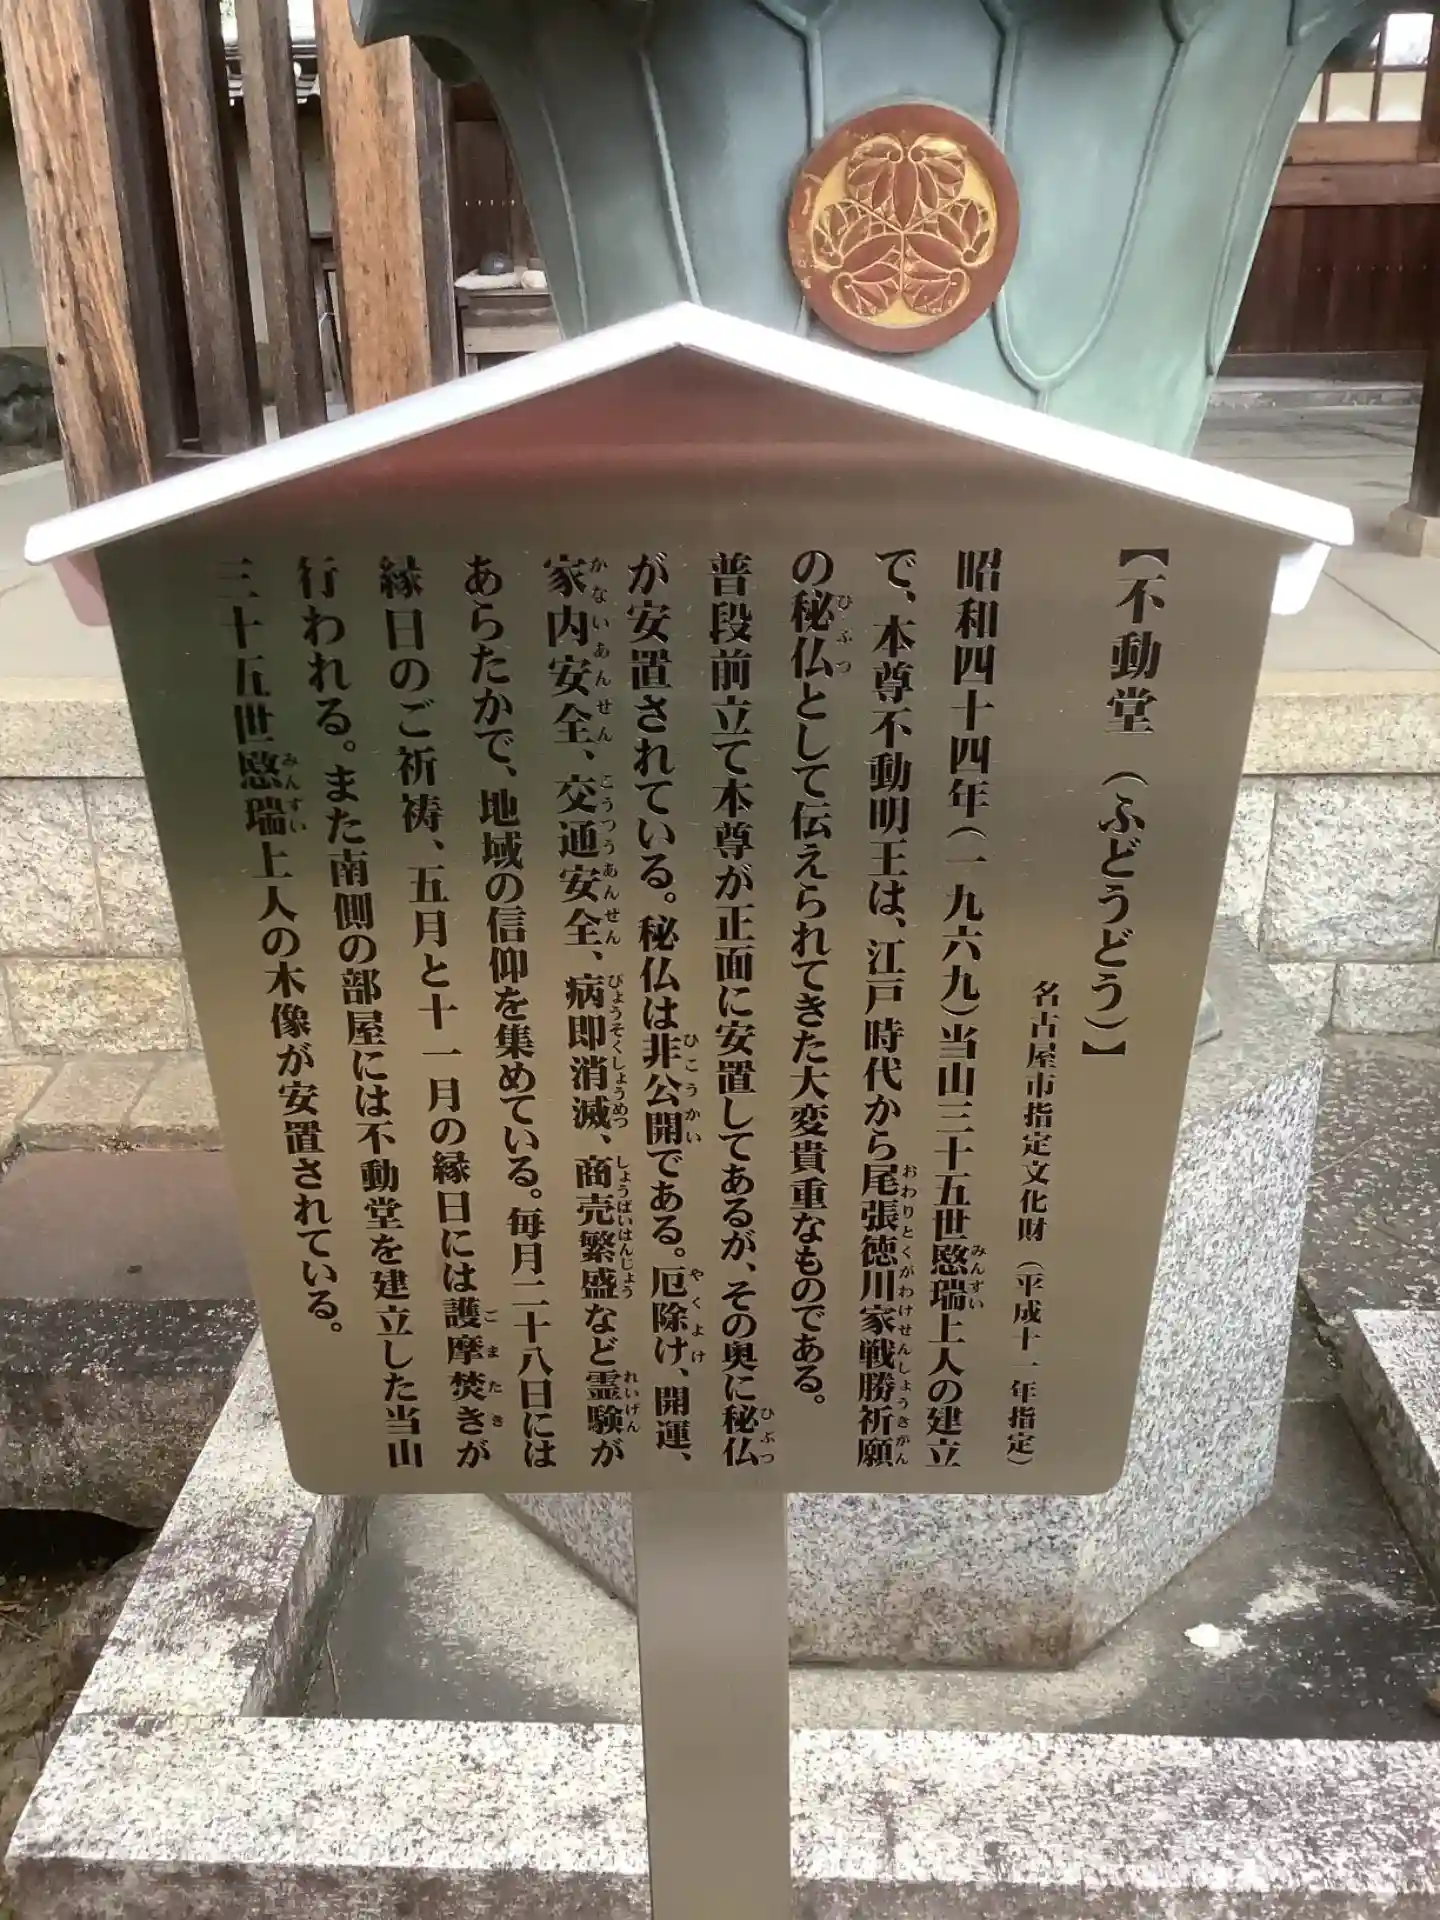 【不動堂(ふどうどう)】
名古屋市指定文化財(平成十一年指定)
昭和四十四年(一九六九)当山三十五世愍瑞上人の建立
で、本尊不動明王は、江戸時代から尾張徳川家戦勝祈願
の秘仏として伝えられてきた大変貴重なものである。
普段前立て本尊が正面に安置してあるが、その奥に秘仏
が安置されている。秘仏は非公開である。厄除け、開運、
家内安全、交通安全、病即消滅、商売繁盛など霊験が
あらたかで、地域の信仰を集めている。毎月二十八日には
縁日のご祈祷、五月と十一月の縁日には護摩焚きが
行われる。また南側の部屋には不動堂を建立した当山
三十五世愍瑞上人の木像が安置されている。